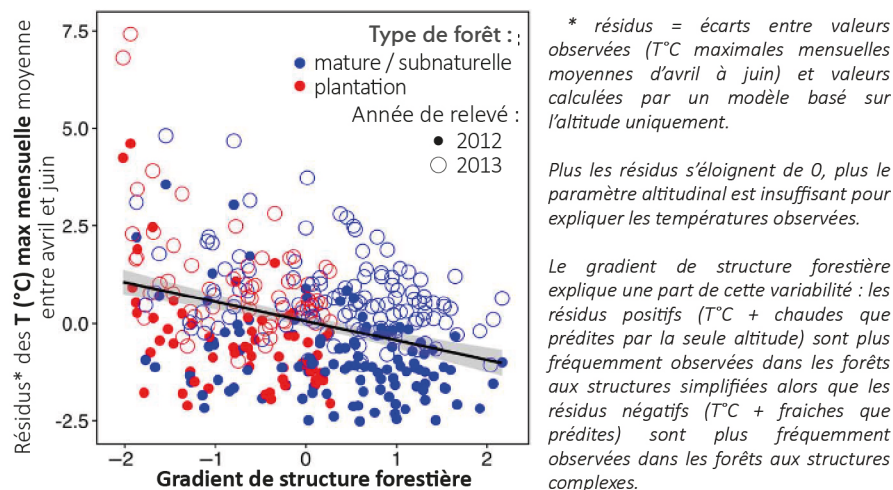 7.5
5.0
2.5
0.0
-2.5
-2
-1
0
1
2
Résidus* des T (°C) max mensuelle moyenne
entre avril et juin
Gradient de structure forestière
Type de forêt :
mature / subnaturelle
plantation
Année de relevé :
2012
2013
* résidus = écarts entre valeurs
observées (T°C maximales mensuelles
moyennes d'avril à juin) et valeurs
calculées par un modèle basé sur
l'altitude uniquement.
Plus les résidus s'éloignent de 0, plus le
paramètre altitudinal est insuffisant pour
expliquer les températures observées.
Le gradient de structure forestière
explique une part de cette variabilité : les
résidus positifs (T°C + chaudes que
prédites par la seule altitude) sont plus
fréquemment observées dans les forêts
aux structures simplifiées alors que les
résidus négatifs (T°C + fraiches que
prédites) sont plus fréquemment
observées dans les forêts aux structures
complexes.